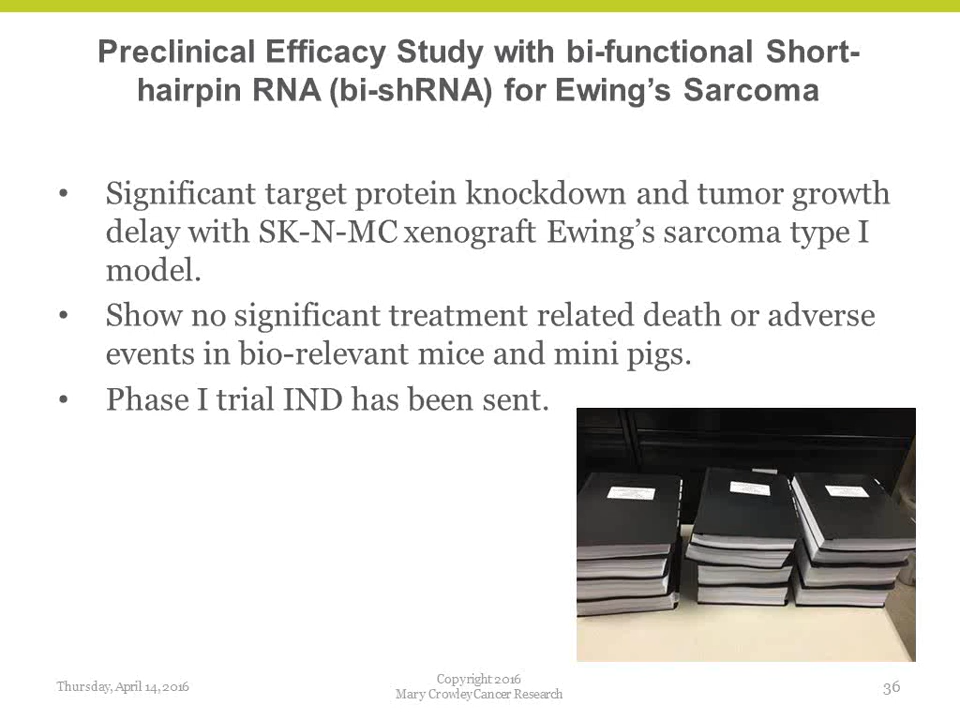 Preclinical Efficacy Study with bi-functional Short-
hairpin RNA (bi-shRNA) for Ewing’s Sarcoma
• Significant target protein knockdown and tumor growth
delay with SK-N-MC xenograft Ewing’s sarcoma type I
model.
• Show no significant treatment related death or adverse
events in bio-relevant mice and mini pigs.
• Phase I trial IND has been sent.
Thursday, April 14, 2016
Copyright 2016
Mary Crowley Cancer Research
36